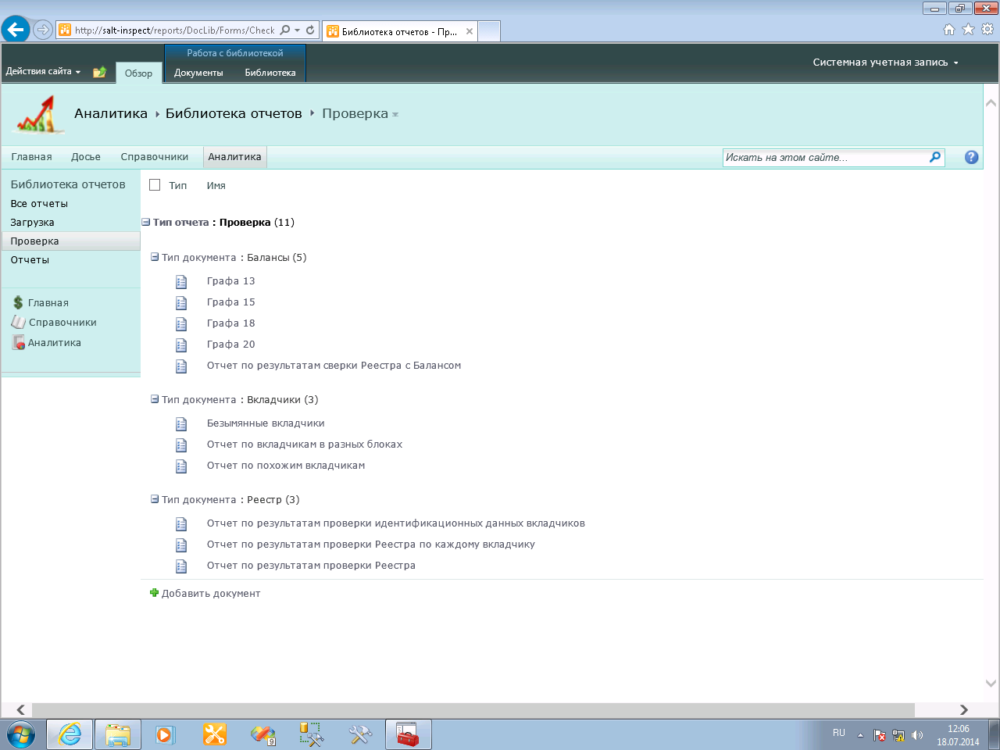 http://salt-inspect/reports/DocLib/Forms/Check
Библиотека отчетов - Пр...
Работа с библиотекой
Действия сайта
Обзор
Документы
Библиотека
Системная учетная запись
Аналитика
Библиотека отчетов
Проверка
Главная
Досье
Справочники
Аналитика
Искать на этом сайте...
Библиотека отчетов
Все отчеты
Загрузка
Проверка
Отчеты
Главная
Справочники
Аналитика
Тип
Имя
Тип отчета : Проверка (11)
Тип документа : Балансы (5)
Графа 13
Графа 15
Графа 18
Графа 20
Отчет по результатам сверки Реестра с Балансом
Тип документа : Вкладчики (3)
Безымянные вкладчики
Отчет по вкладчикам в разных блоках
Отчет по похожим вкладчикам
Тип документа : Реестр (3)
Отчет по результатам проверки идентификационных данных вкладчиков
Отчет по результатам проверки Реестра по каждому вкладчику
Отчет по результатам проверки Реестра
Добавить документ
9
RU
12:06
18.07.2014